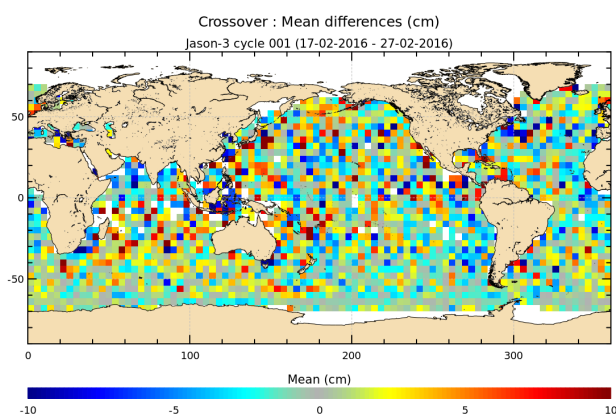 Crossover : Mean differences (cm)
Jason-3 cycle 001 (17-02-2016 - 27-02-2016)
50
0
-50
0 100 200 300
Mean (cm)
-10 -5 0 5 10